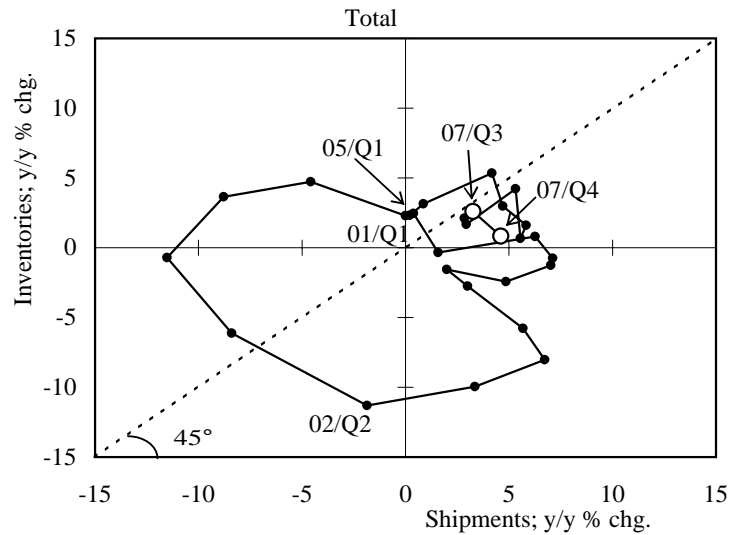 Total
Inventories; y/y % chg.
15
10
5
0
-5
-10
-15
05/Q1
07/Q3
07/Q4
01/Q1
02/Q2
45°
-15
-10
-5
0
5
10
15
Shipments; y/y % chg.